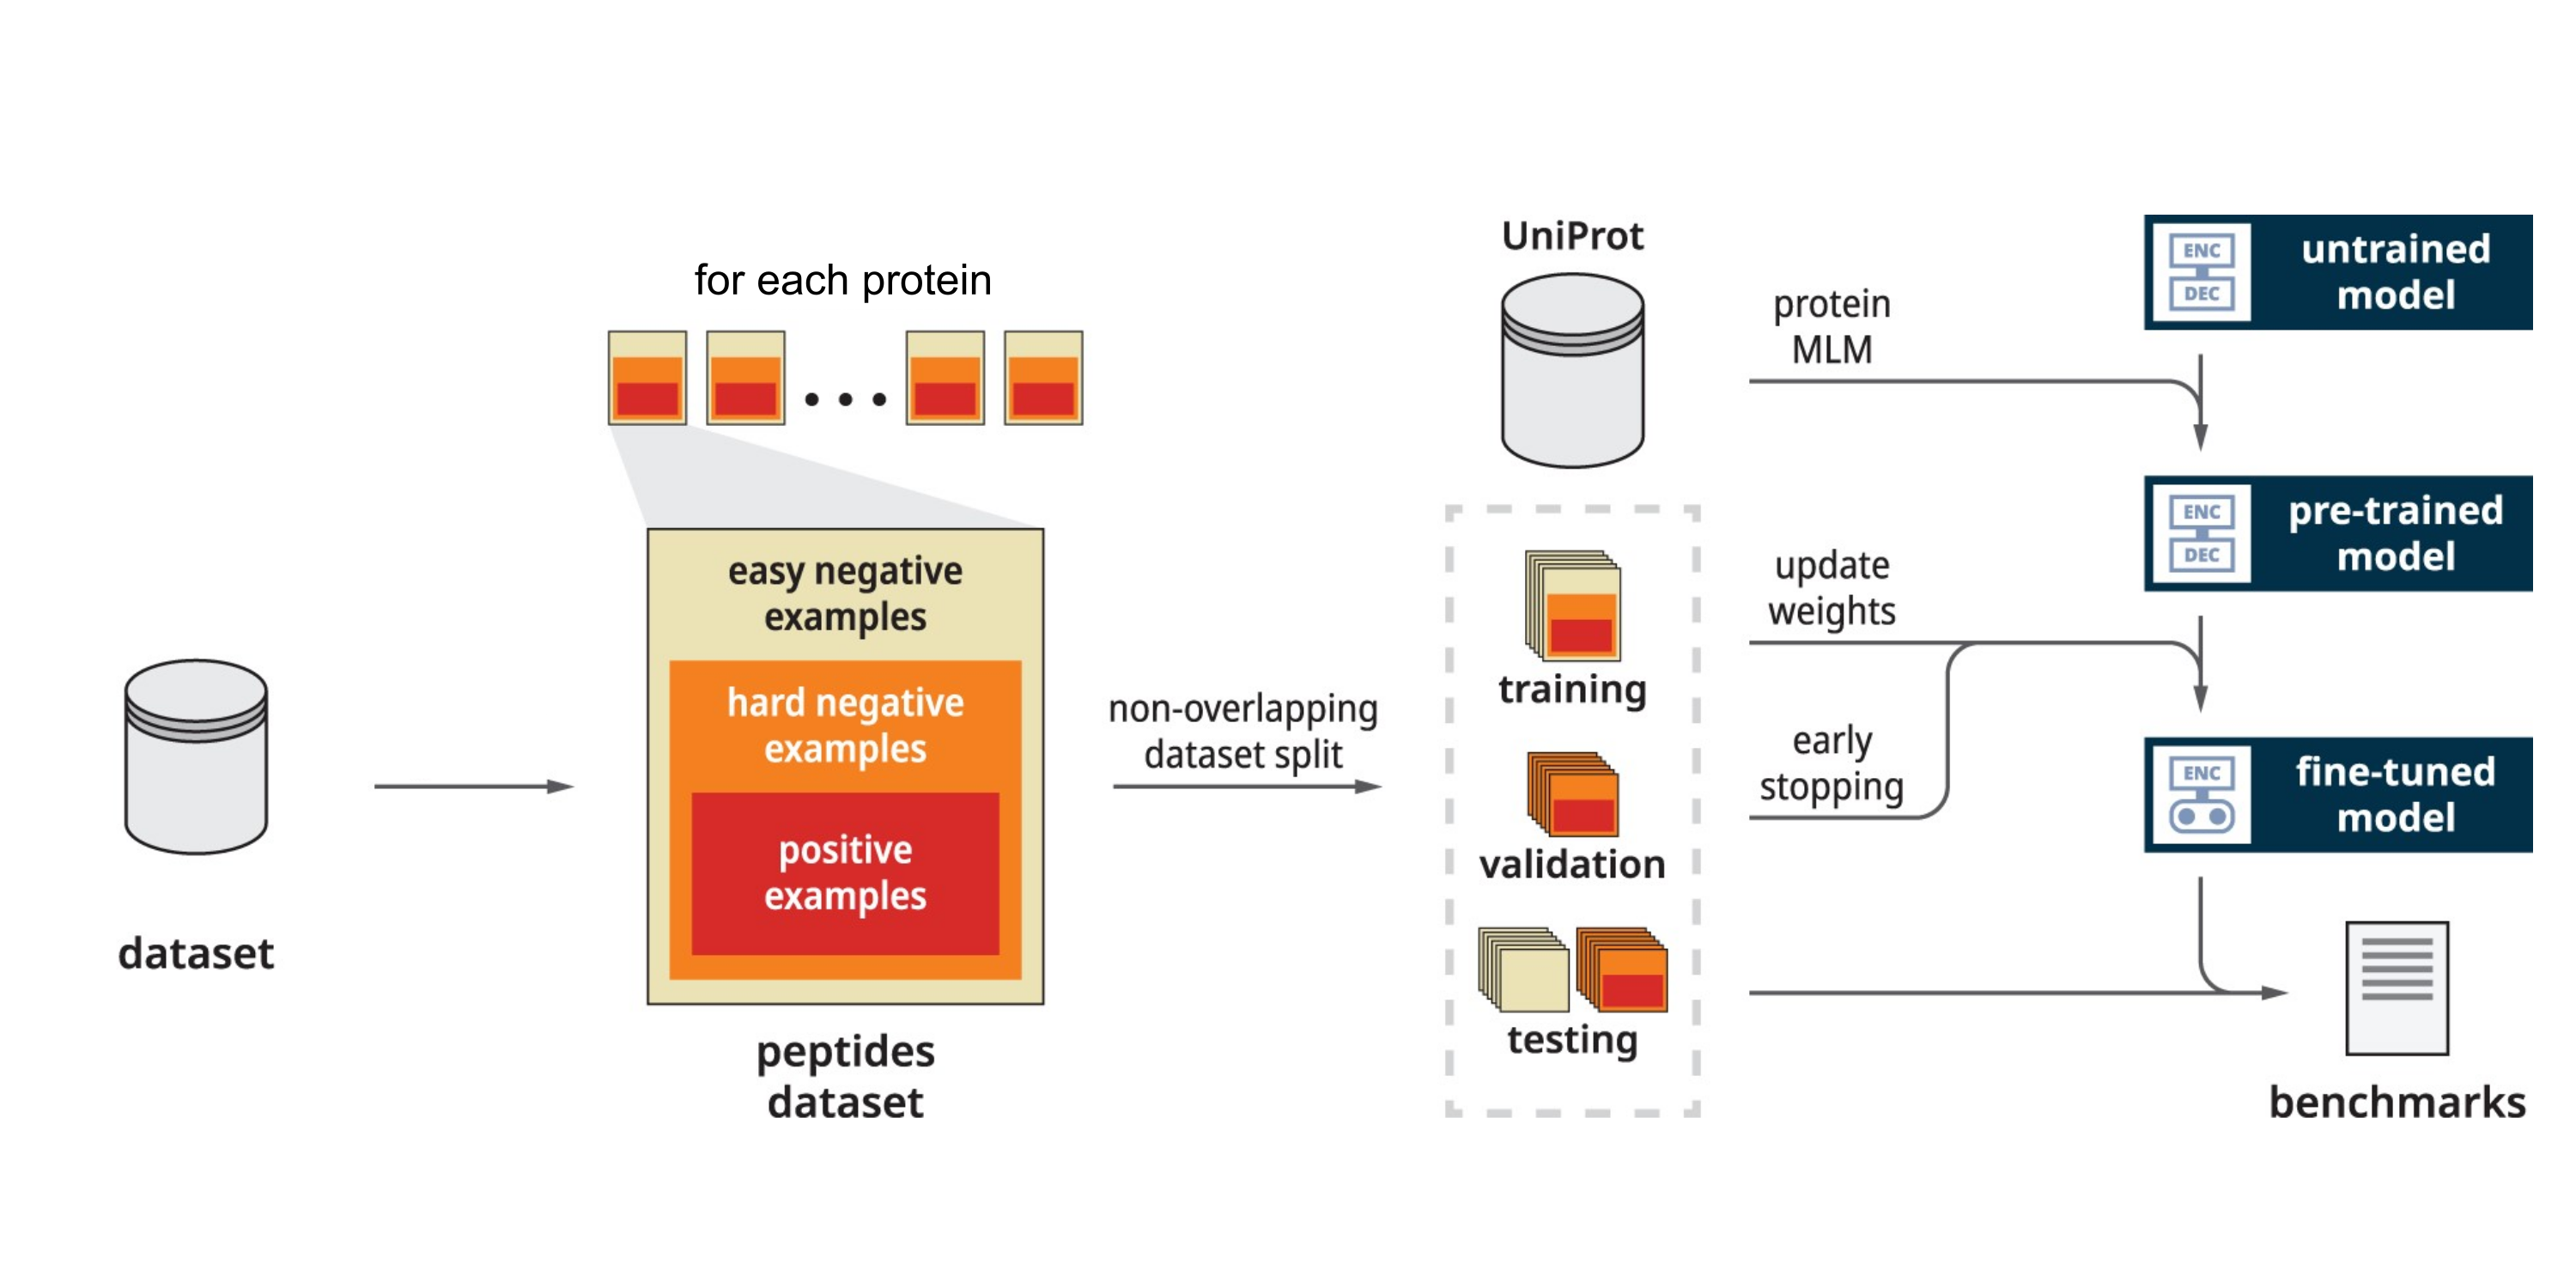 dataset
for each protein
easy negative
examples
hard negative
examples
positive
examples
peptides
dataset
non-overlapping
dataset split
UniProt
training
validation
testing
protein
MLM
update
weights
early
stopping
ENC
DEC
untrained
model
ENC
DEC
pre-trained
model
ENC
fine-tuned
model
benchmarks